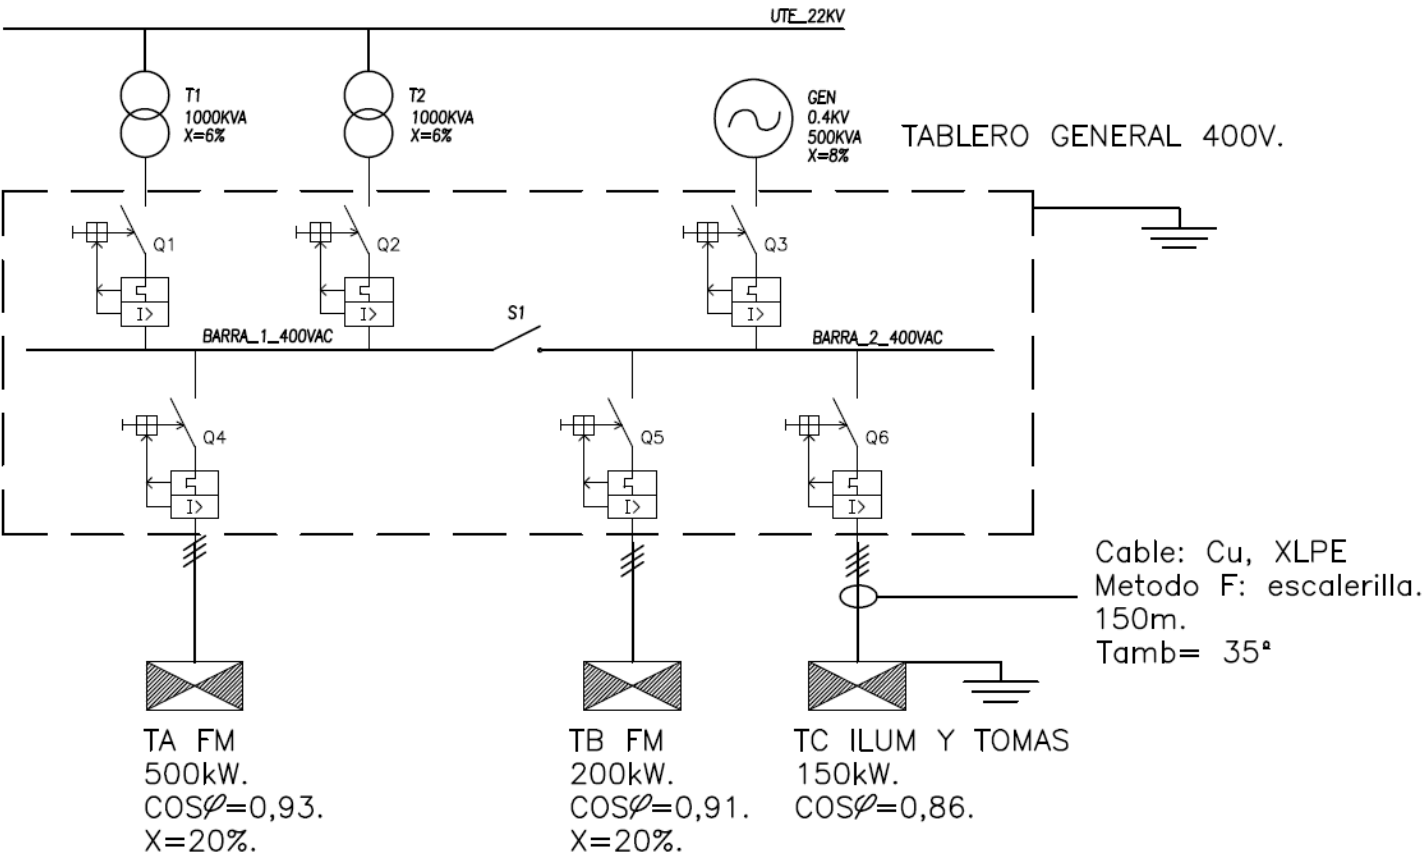 UTE_22KV
T1
1000KVA
X=6%
T2
1000KVA
X=6%
GEN
0.4KV
500KVA
X=8%
TABLERO GENERAL 400V.
Q1
I>
Q2
I>
Q3
I>
BARRA_1_400VAC
S1
BARRA_2_400VAC
Q4
I>
Q5
I>
Q6
I>
Cable: Cu, XLPE
Metodo F: escalerilla.
150m.
Tamb= 35ª
TA FM
500kW.
COSφ=0,93.
X=20%.
TB FM
200kW.
COSφ=0,91.
X=20%.
TC ILUM Y TOMAS
150kW.
COSφ=0,86.